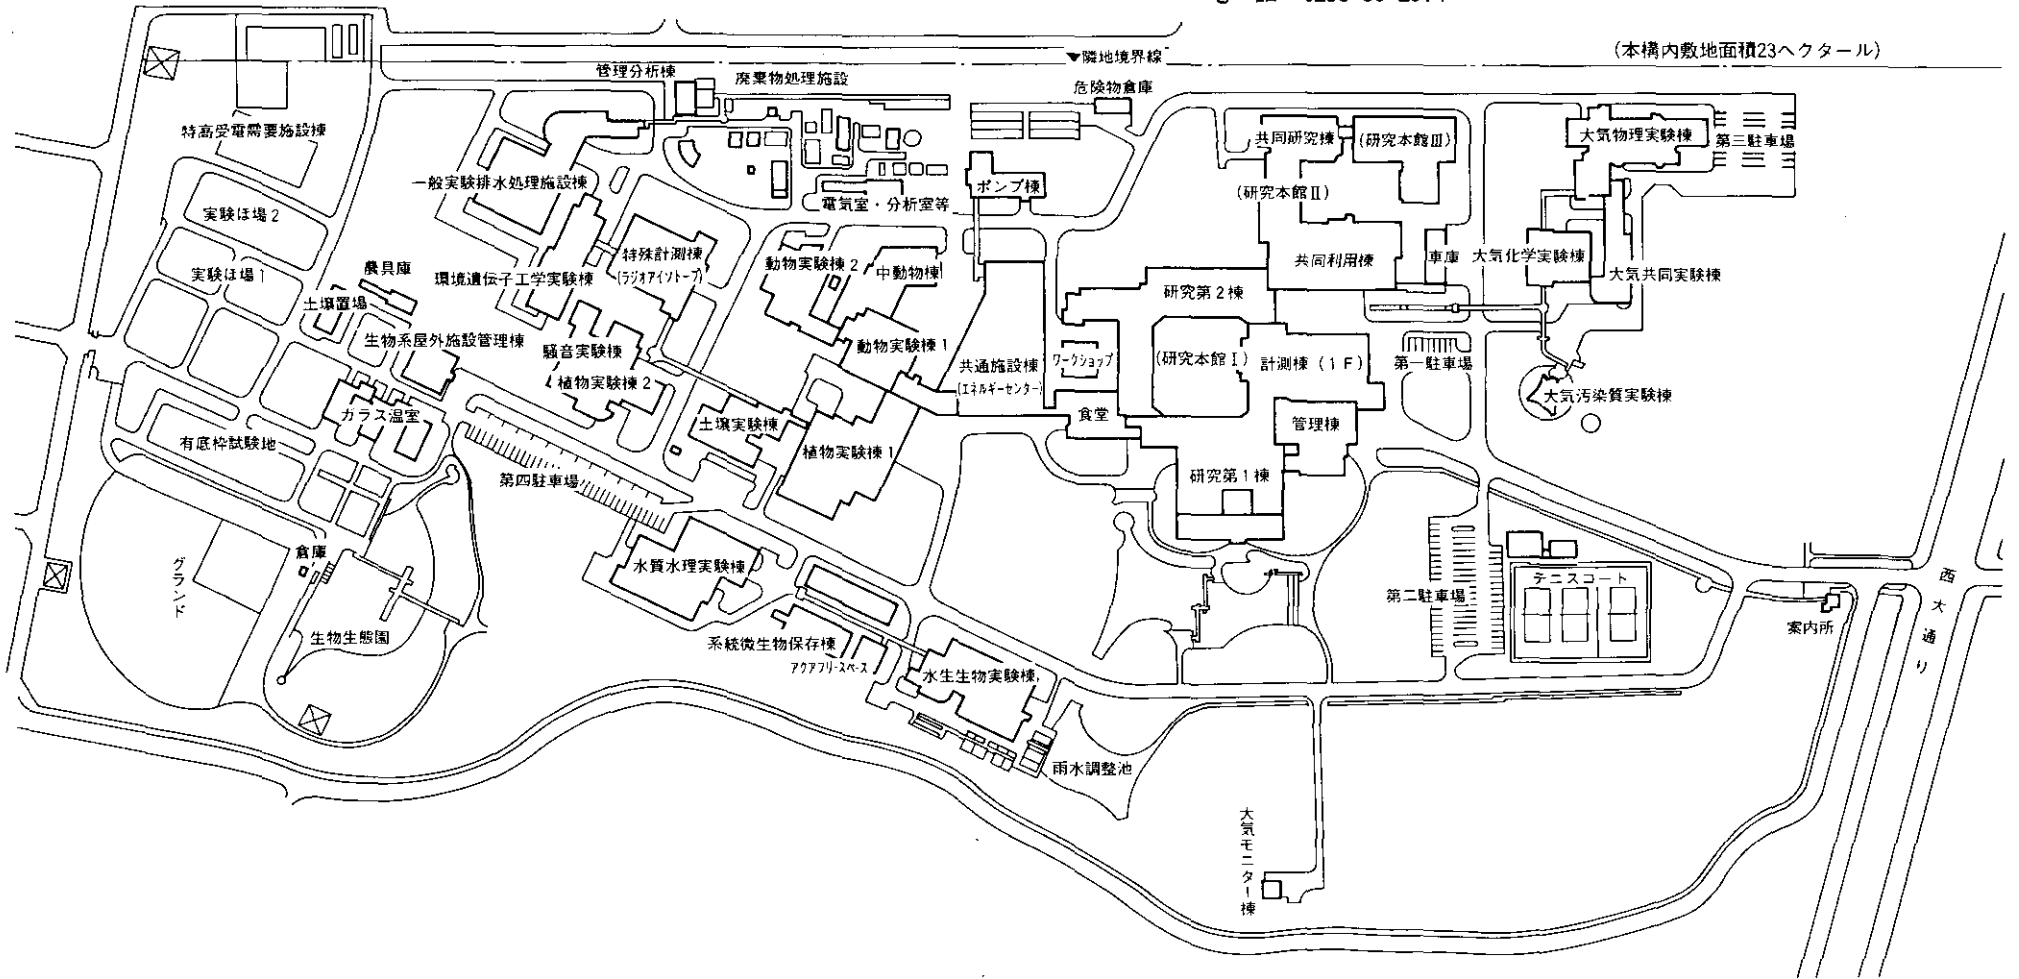 (本構内敷地面積23ヘクタール)
▼隣地境界線
管理分析棟
廃棄物処理施設
危険物倉庫
特高受電需要施設棟
共同研究棟
(研究本館Ⅲ)
大気物理実験棟
第三駐車場
一般実験排水処理施設棟
ポンプ棟
(研究本館Ⅱ)
電気室・分析室等
実験ほ場2
特殊計測棟
(ラジオアイソトープ)
動物実験棟2
中動物棟
共同利用棟
車庫
大気化学実験棟
大気共同実験棟
実験ほ場1
農具庫
環境遺伝子工学実験棟
土壌置場
研究第2棟
生物系屋外施設管理棟
騒音実験棟
動物実験棟1
共通施設棟
(エネルギーセンター)
ワークショップ
(研究本館Ⅰ)
計測棟(1F)
第一駐車場
植物実験棟2
大気汚染質実験棟
ガラス温室
食堂
土壌実験棟
管理棟
有底枠試験地
植物実験棟1
第四駐車場
研究第1棟
倉庫
グランド
水質水理実験棟
テニスコート
西大通り
第二駐車場
案内所
生物生態園
系統微生物保存棟
アクアフリースペース
水生生物実験棟
雨水調整池
大気モニター棟